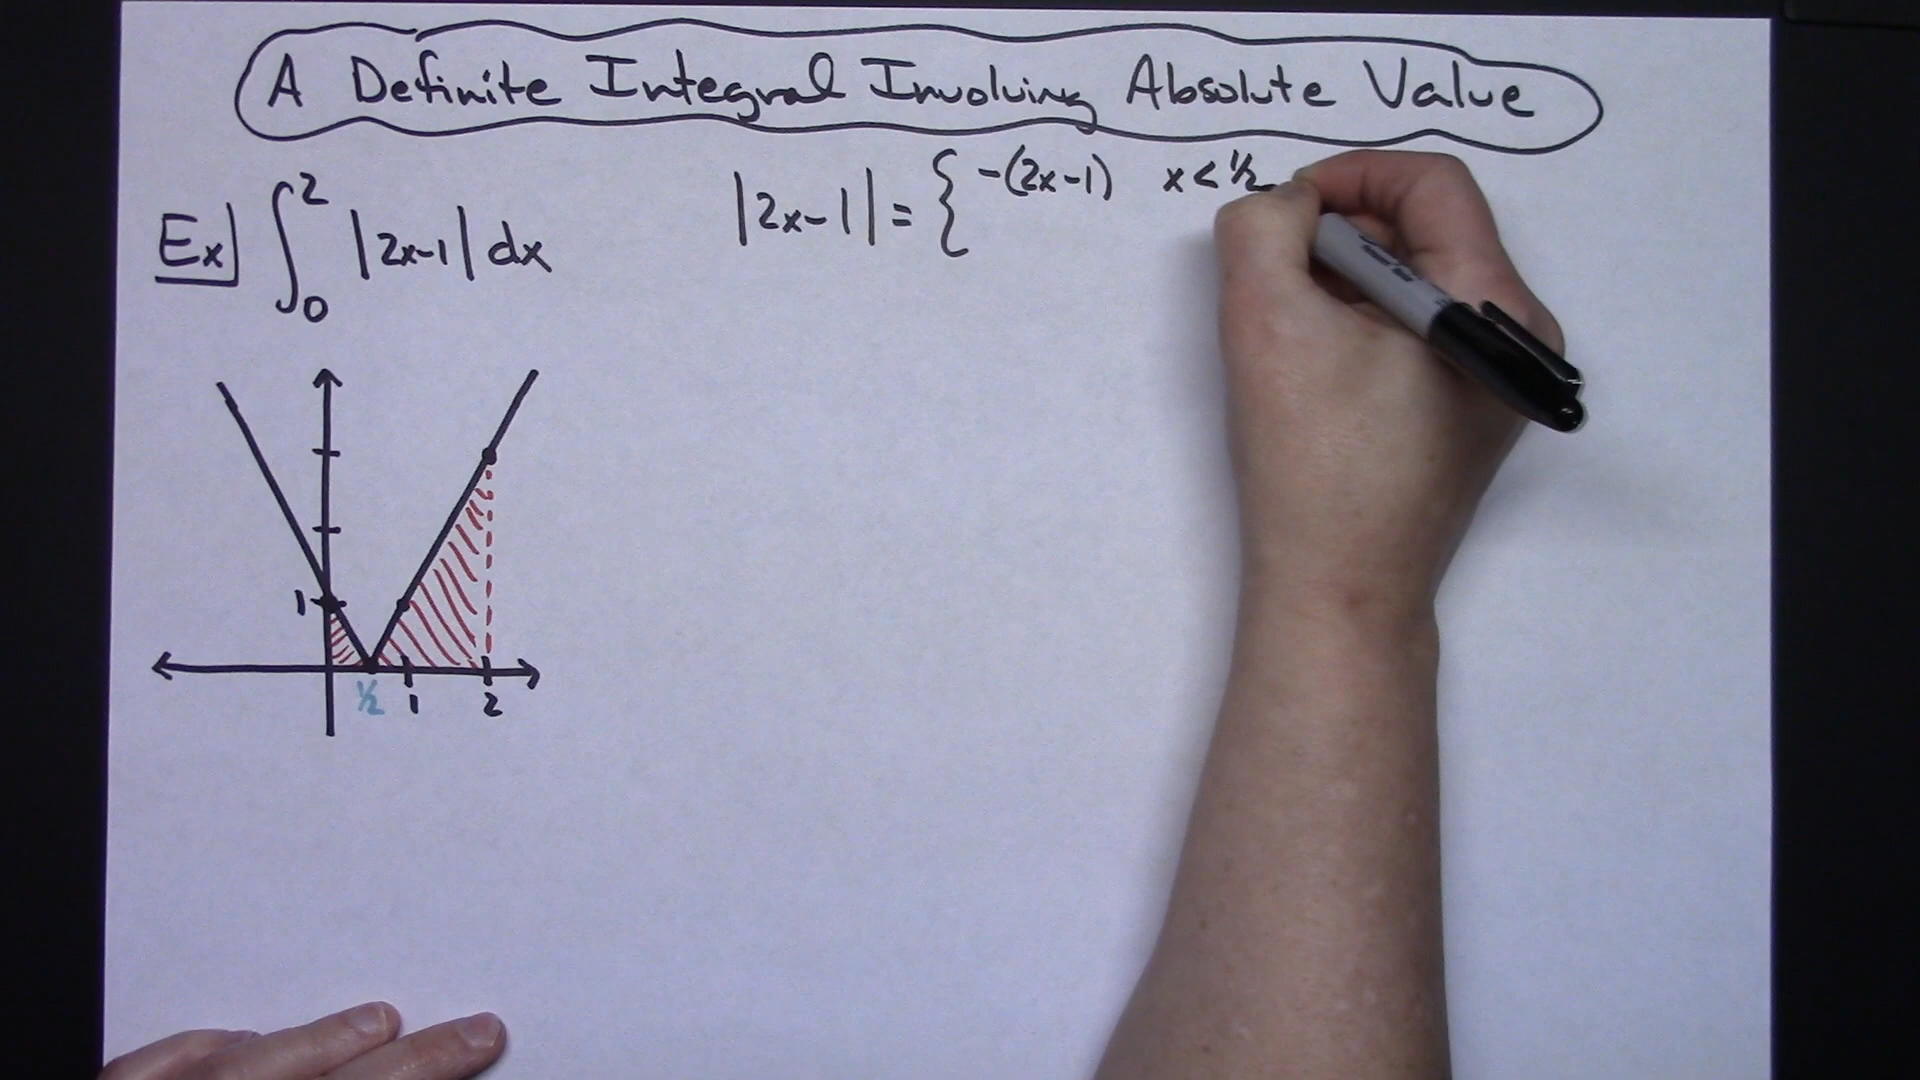 A Definite Integral Involving Absolute Value
Ex] ∫₀² |2x-1| dx
|2x-1| = { -(2x-1) x < 1/2
1
1/2 1 2